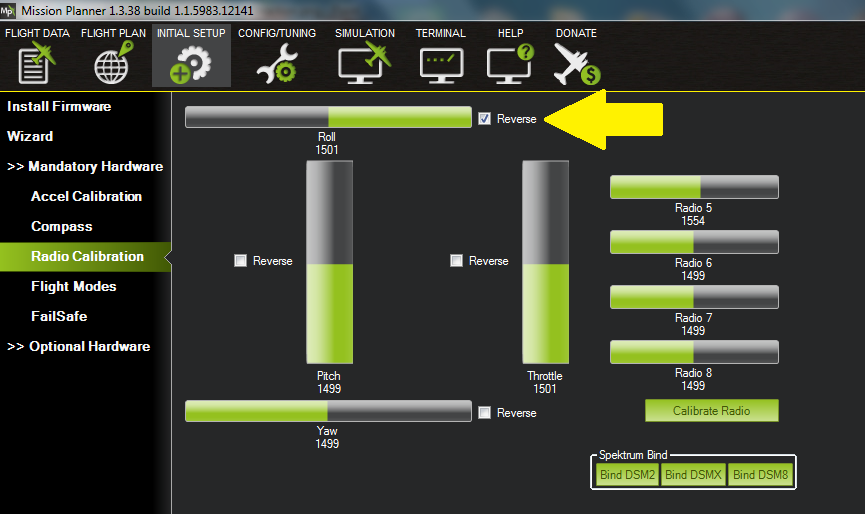 Mp
Mission Planner 1.3.38 build 1.1.5983.12141
FLIGHT DATA
FLIGHT PLAN
INITIAL SETUP
CONFIG/TUNING
SIMULATION
TERMINAL
HELP
DONATE
?
$
Install Firmware
Wizard
>> Mandatory Hardware
Accel Calibration
Compass
Radio Calibration
Flight Modes
FailSafe
>> Optional Hardware
Reverse
Roll
1501
Reverse
Pitch
1499
Reverse
Throttle
1501
Radio 5
1554
Radio 6
1499
Radio 7
1499
Radio 8
1499
Reverse
Yaw
1499
Calibrate Radio
Spektrum Bind
Bind DSM2
Bind DSMX
Bind DSM8